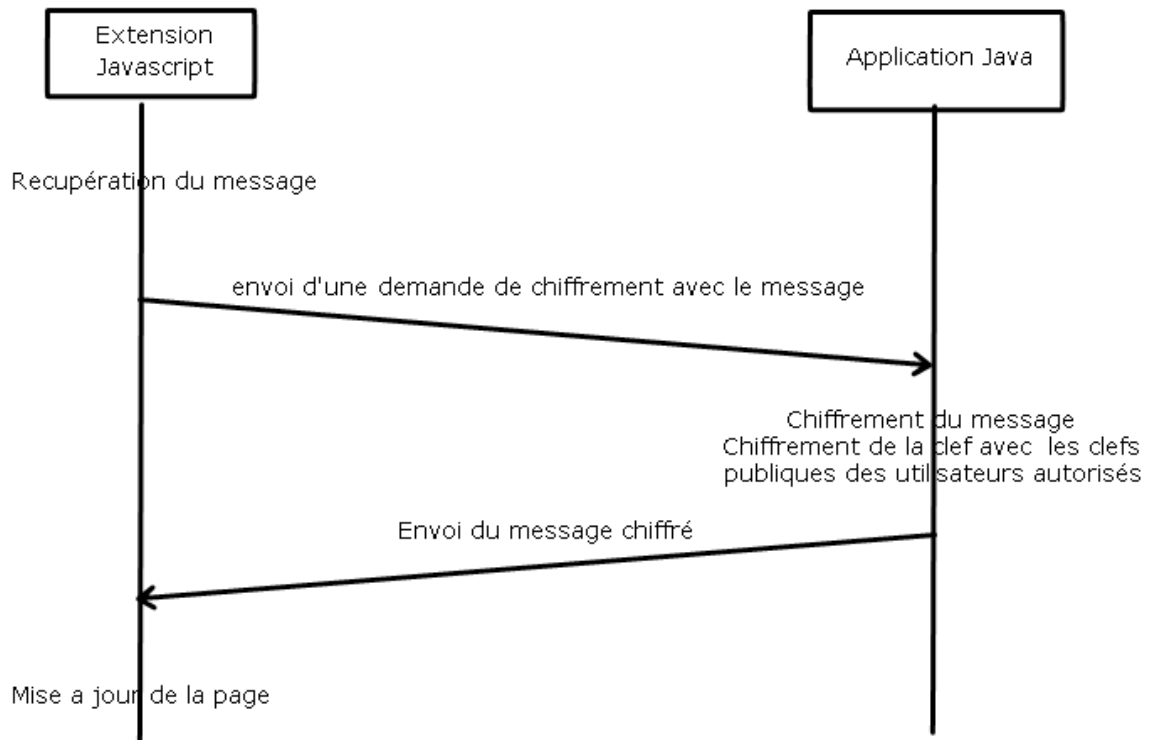 Extension
Javascript
Application Java
Recupération du message
envoi d'une demande de chiffrement avec le message
Chiffrement du message
Chiffrement de la clef avec les clefs
publiques des utilisateurs autorisés
Envoi du message chiffré
Mise a jour de la page